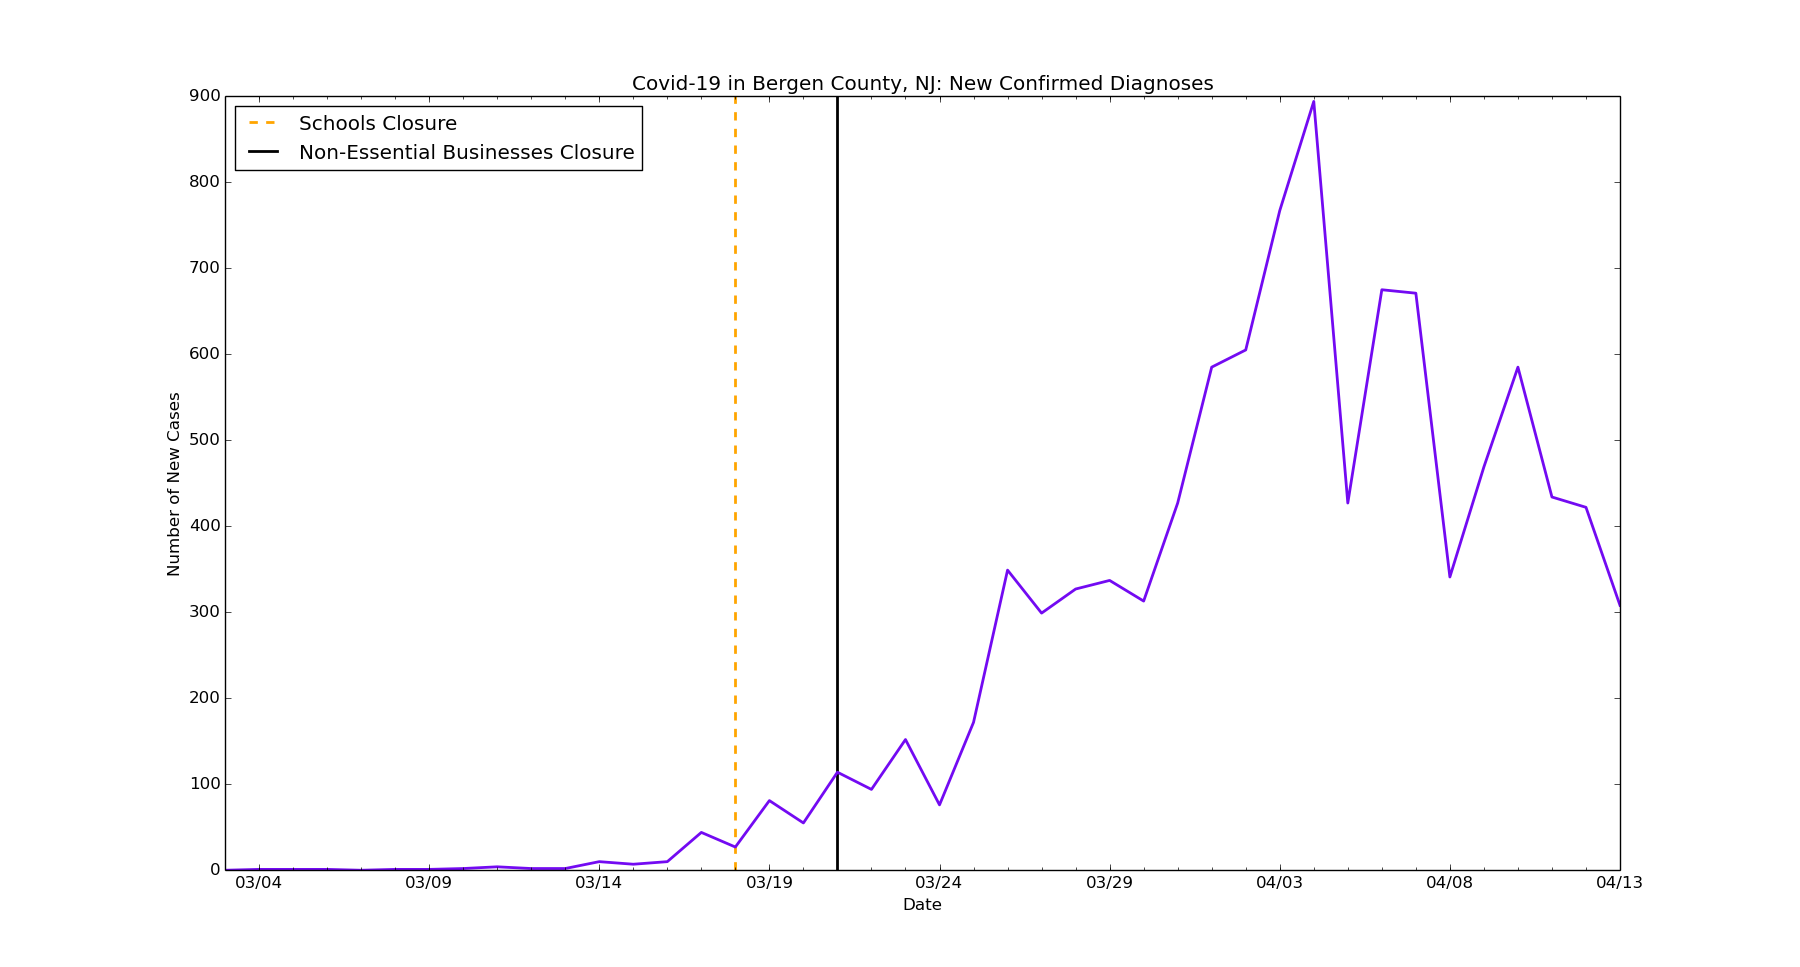 Covid-19 in Bergen County, NJ: New Confirmed Diagnoses
Schools Closure
Non-Essential Businesses Closure
900
800
700
600
500
400
300
200
100
0
Number of New Cases
03/04 03/09 03/14 03/19 03/24 03/29 04/03 04/08 04/13
Date